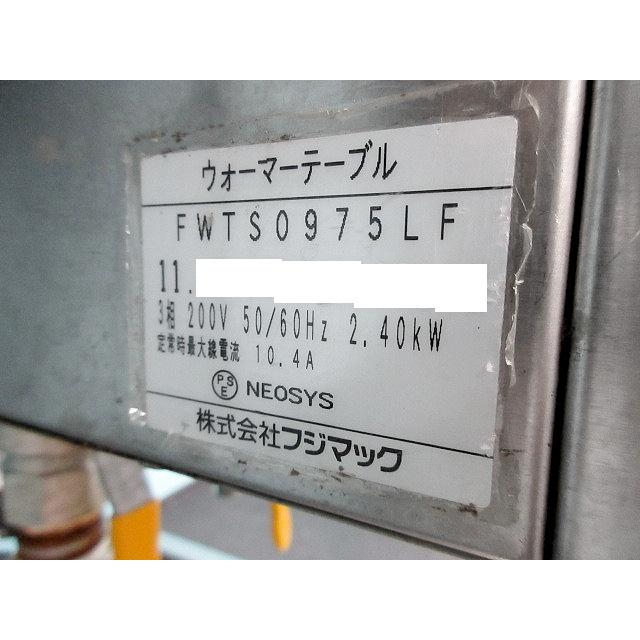 ウォーマーテーブル
FWTS0975LF
11.
3相 200V 50/60Hz 2.40kW
定常時最大線電流 10.4A
PSE NEOSYS
株式会社フジマック